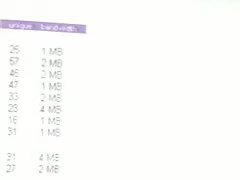 unique bandwidth
25 1 MB
57 2 MB
46 2 MB
47 1 MB
33 2 MB
23 4 MB
16 1 MB
31 1 MB
31 4 MB
27 2 MB